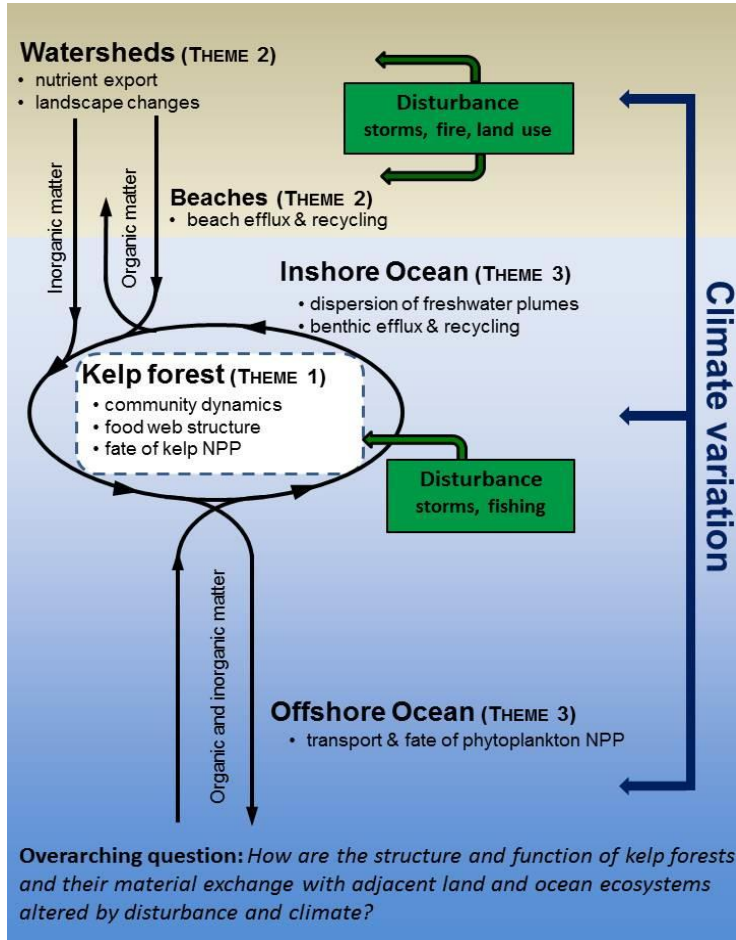 Watersheds (THEME 2)
• nutrient export
• landscape changes
Disturbance
storms, fire, land use
Inorganic matter
Organic matter
Beaches (THEME 2)
• beach efflux & recycling
Inshore Ocean (THEME 3)
• dispersion of freshwater plumes
• benthic efflux & recycling
Kelp forest (THEME 1)
• community dynamics
• food web structure
• fate of kelp NPP
Disturbance
storms, fishing
Climate variation
Organic and inorganic matter
Offshore Ocean (THEME 3)
• transport & fate of phytoplankton NPP
Overarching question: How are the structure and function of kelp forests
and their material exchange with adjacent land and ocean ecosystems
altered by disturbance and climate?